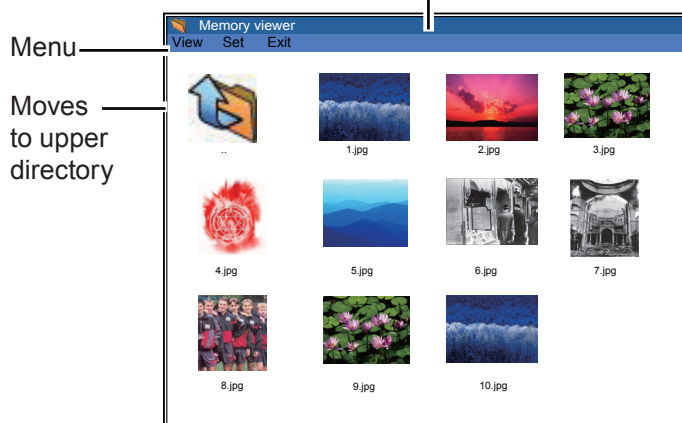 Memory viewer
Menu
View Set Exit
Moves
to upper
directory
..
1.jpg
2.jpg
3.jpg
4.jpg
5.jpg
6.jpg
7.jpg
8.jpg
9.jpg
10.jpg